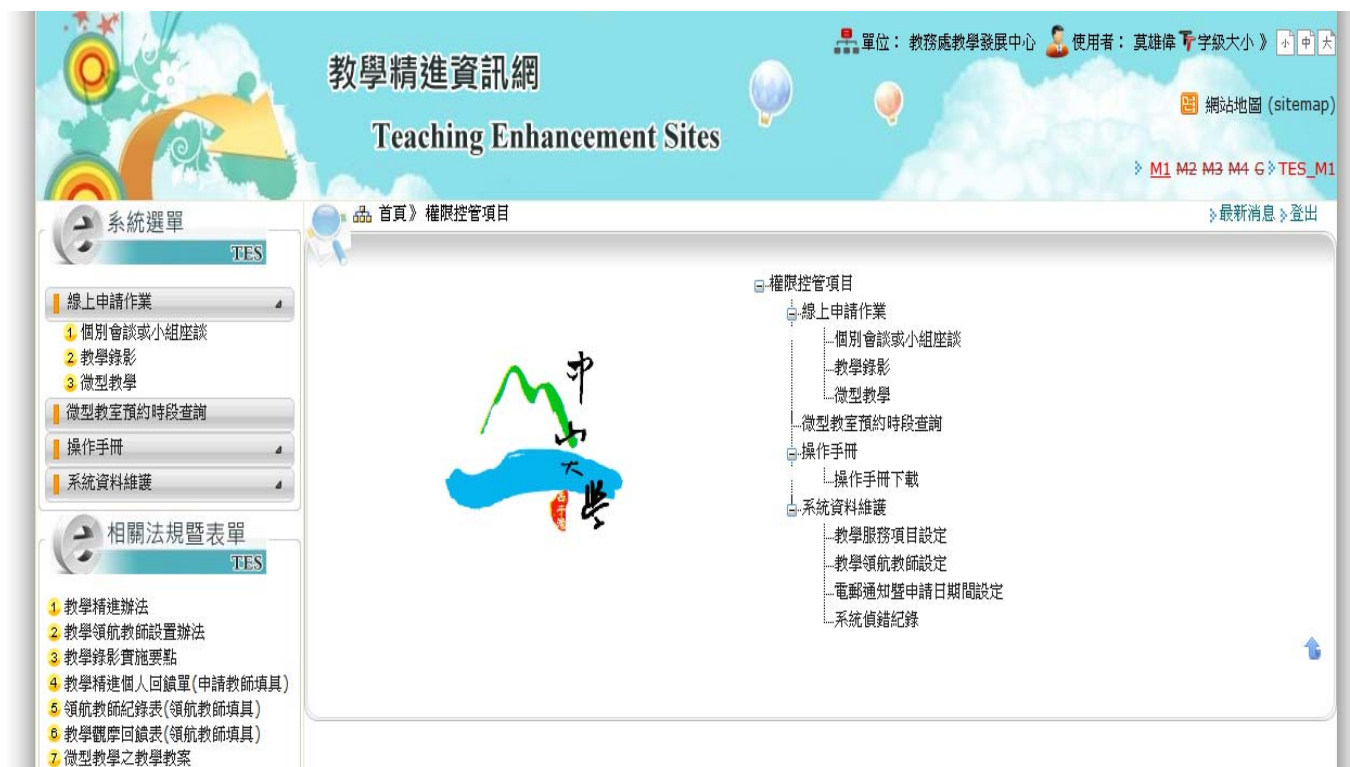 單位： 教務處教學發展中心 使用者： 莫雄偉 字級大小 》 小 中 大
教學精進資訊網
Teaching Enhancement Sites
網站地圖 (sitemap)
M1 M2 M3 M4 G TES_M1
首頁》 權限控管項目
最新消息 登出
系統選單
TES
線上申請作業
1 個別會談或小組座談
2 教學錄影
3 微型教學
微型教室預約時段查詢
操作手冊
系統資料維護
相關法規暨表單
TES
1 教學精進辦法
2 教學領航教師設置辦法
3 教學錄影實施要點
4 教學精進個人回饋單(申請教師填具)
5 領航教師紀錄表(領航教師填具)
6 教學觀摩回饋表(領航教師填具)
7 微型教學之教學教案
中山大學
權限控管項目
線上申請作業
個別會談或小組座談
教學錄影
微型教學
微型教室預約時段查詢
操作手冊
操作手冊下載
系統資料維護
教學服務項目設定
教學領航教師設定
電郵通知暨申請日期間設定
系統偵錯紀錄